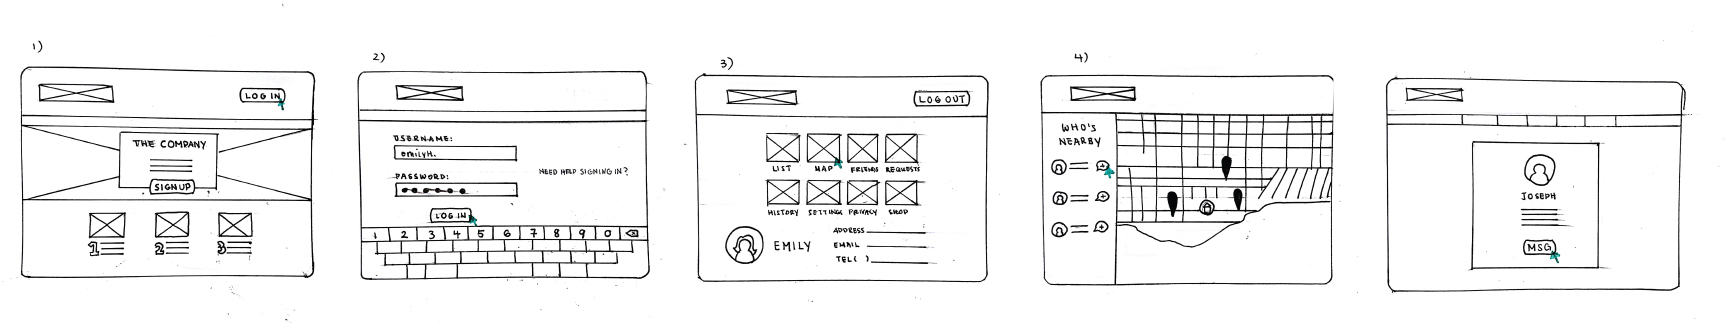 1)
LOG IN
THE COMPANY
SIGN UP
1
2
3
2)
USERNAME:
emilyH.
PASSWORD:
NEED HELP SIGNING IN?
LOG IN
1 2 3 4 5 6 7 8 9 0
3)
LOG OUT
LIST MAP FRIENDS REQUESTS
HISTORY SETTINGS PRIVACY SHOP
EMILY
ADDRESS
EMAIL
TEL( )
4)
WHO'S
NEARBY
JOSEPH
MSG